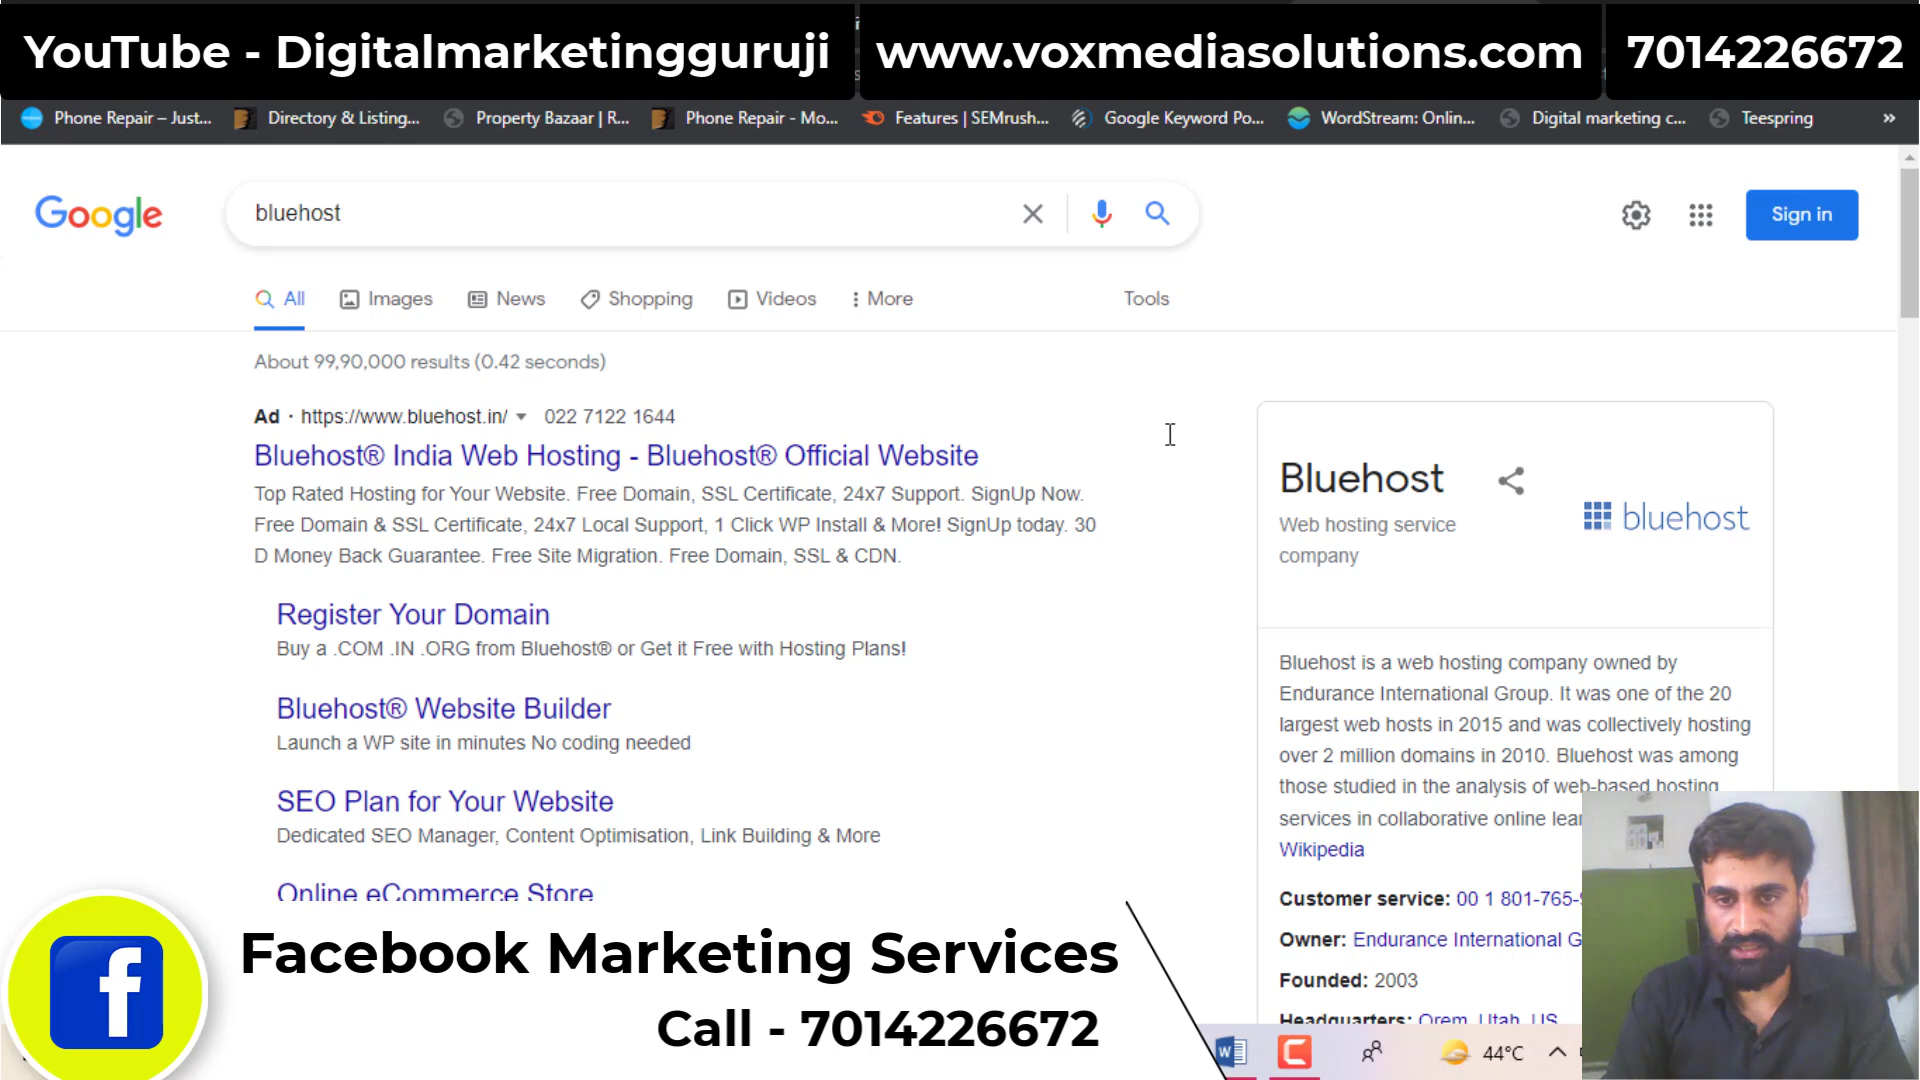 YouTube - Digitalmarketingguruji
www.voxmediasolutions.com
7014226672
Phone Repair – Just...
Directory & Listing...
Property Bazaar | R...
Phone Repair - Mo...
Features | SEMrush...
Google Keyword Po...
WordStream: Onlin...
Digital marketing c...
Teespring
»
Google
bluehost
Sign in
All
Images
News
Shopping
Videos
More
Tools
About 99,90,000 results (0.42 seconds)
Ad · https://www.bluehost.in/ 022 7122 1644
Bluehost® India Web Hosting - Bluehost® Official Website
Top Rated Hosting for Your Website. Free Domain, SSL Certificate, 24x7 Support. SignUp Now.
Free Domain & SSL Certificate, 24x7 Local Support, 1 Click WP Install & More! SignUp today. 30
D Money Back Guarantee. Free Site Migration. Free Domain, SSL & CDN.
Register Your Domain
Buy a .COM .IN .ORG from Bluehost® or Get it Free with Hosting Plans!
Bluehost® Website Builder
Launch a WP site in minutes No coding needed
SEO Plan for Your Website
Dedicated SEO Manager, Content Optimisation, Link Building & More
Online eCommerce Store
Bluehost
Web hosting service
company
bluehost
Bluehost is a web hosting company owned by
Endurance International Group. It was one of the 20
largest web hosts in 2015 and was collectively hosting
over 2 million domains in 2010. Bluehost was among
those studied in the analysis of web-based hosting
services in collaborative online
Wikipedia
Customer service: 00 1 801-765-
Owner: Endurance International
Founded: 2003
Headquarters: Orem, Utah, US
Facebook Marketing Services
Call - 7014226672
44°C